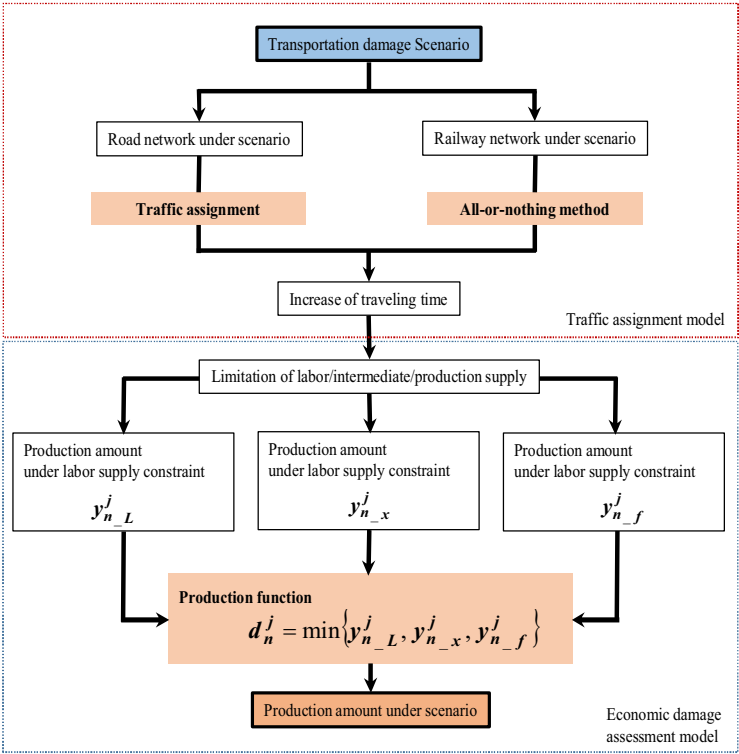 Transportation damage Scenario
Road network under scenario
Railway network under scenario
Traffic assignment
All-or-nothing method
Increase of traveling time
Traffic assignment model
Limitation of labor/intermediate/production supply
Production amount
under labor supply constraint
y^j_{n_L}
Production amount
under labor supply constraint
y^j_{n_x}
Production amount
under labor supply constraint
y^j_{n_f}
Production function
d^j_n = min{y^j_{n_L}, y^j_{n_x}, y^j_{n_f}}
Production amount under scenario
Economic damage
assessment model